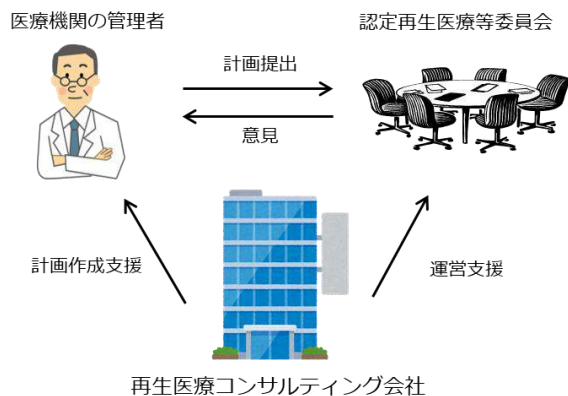 医療機関の管理者
認定再生医療等委員会
計画提出
意見
計画作成支援
運営支援
再生医療コンサルティング会社